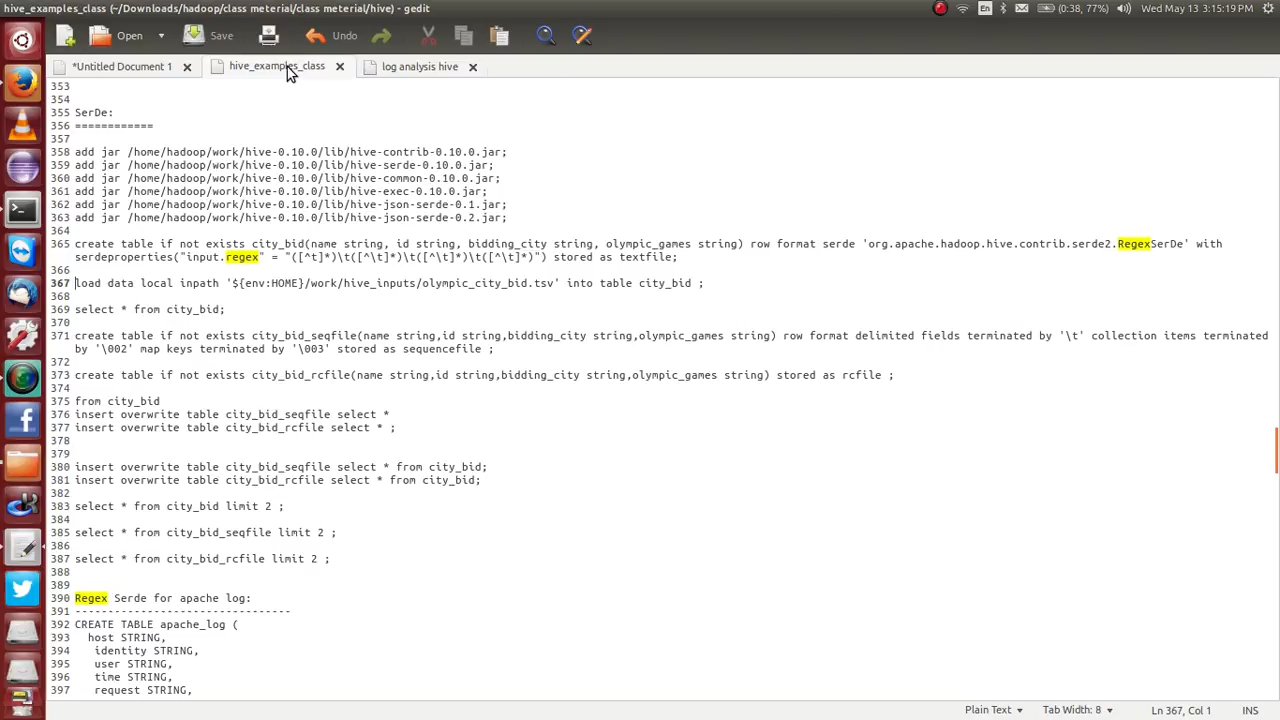 hive_examples_class (~/Downloads/hadoop/class meterial/class meterial/hive) - gedit
En (0:38, 77%) Wed May 13 3:15:19 PM
Open Save Undo
*Untitled Document 1 hive_examples_class log analysis hive
353
354
355 SerDe:
356 ============
357
358 add jar /home/hadoop/work/hive-0.10.0/lib/hive-contrib-0.10.0.jar;
359 add jar /home/hadoop/work/hive-0.10.0/lib/hive-serde-0.10.0.jar;
360 add jar /home/hadoop/work/hive-0.10.0/lib/hive-common-0.10.0.jar;
361 add jar /home/hadoop/work/hive-0.10.0/lib/hive-exec-0.10.0.jar;
362 add jar /home/hadoop/work/hive-0.10.0/lib/hive-json-serde-0.1.jar;
363 add jar /home/hadoop/work/hive-0.10.0/lib/hive-json-serde-0.2.jar;
364
365 create table if not exists city_bid(name string, id string, bidding_city string, olympic_games string) row format serde 'org.apache.hadoop.hive.contrib.serde2.RegexSerDe' with
serdeproperties("input.regex" = "([^t]*)\t([^\t]*)\t([^\t]*)\t([^\t]*)") stored as textfile;
366
367 load data local inpath '${env:HOME}/work/hive_inputs/olympic_city_bid.tsv' into table city_bid ;
368
369 select * from city_bid;
370
371 create table if not exists city_bid_seqfile(name string,id string,bidding_city string,olympic_games string) row format delimited fields terminated by '\t' collection items terminated
by '\002' map keys terminated by '\003' stored as sequencefile ;
372
373 create table if not exists city_bid_rcfile(name string,id string,bidding_city string,olympic_games string) stored as rcfile ;
374
375 from city_bid
376 insert overwrite table city_bid_seqfile select *
377 insert overwrite table city_bid_rcfile select * ;
378
379
380 insert overwrite table city_bid_seqfile select * from city_bid;
381 insert overwrite table city_bid_rcfile select * from city_bid;
382
383 select * from city_bid limit 2 ;
384
385 select * from city_bid_seqfile limit 2 ;
386
387 select * from city_bid_rcfile limit 2 ;
388
389
390 Regex Serde for apache log:
391 ---------------------------------
392 CREATE TABLE apache_log (
393 host STRING,
394 identity STRING,
395 user STRING,
396 time STRING,
397 request STRING,
Plain Text Tab Width: 8 Ln 367, Col 1 INS